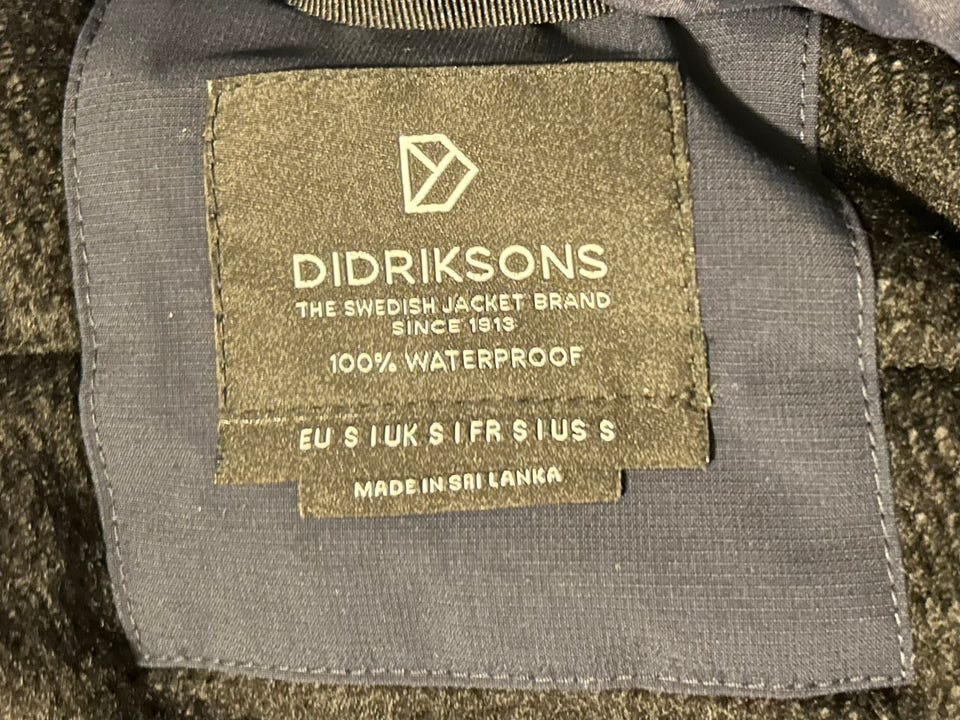 DIDRIKSONS
THE SWEDISH JACKET BRAND
SINCE 1913
100% WATERPROOF
EU S | UK S | FR S | US S
MADE IN SRI LANKA